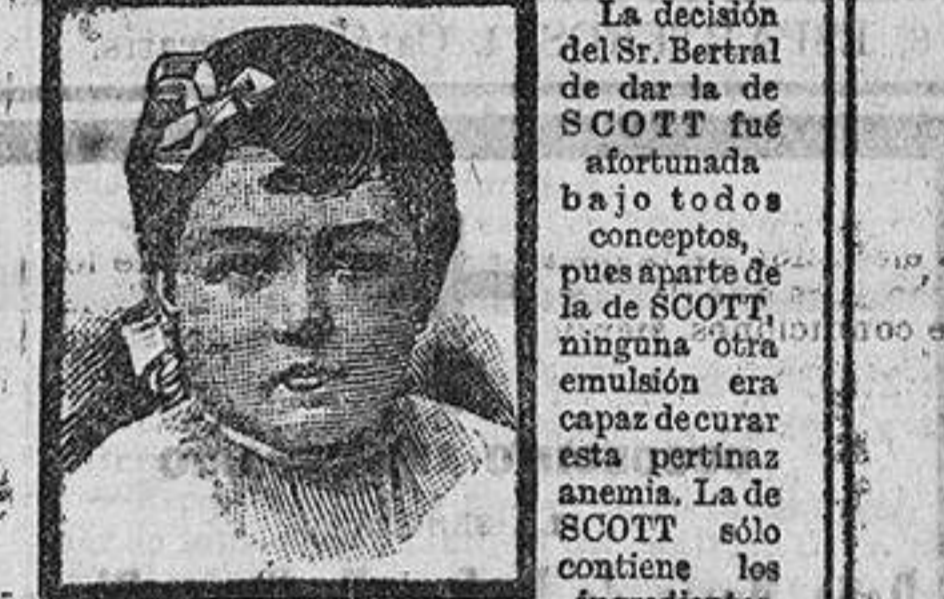 La decisión
del Sr. Bertral
de dar la de
SCOTT fué
afortunada
bajo todos
conceptos,
pues aparte de
la de SCOTT,
ninguna otra
emulsión era
capaz de curar
esta pertinaz
anemia. La de
SCOTT sólo
contiene los
ingredientes